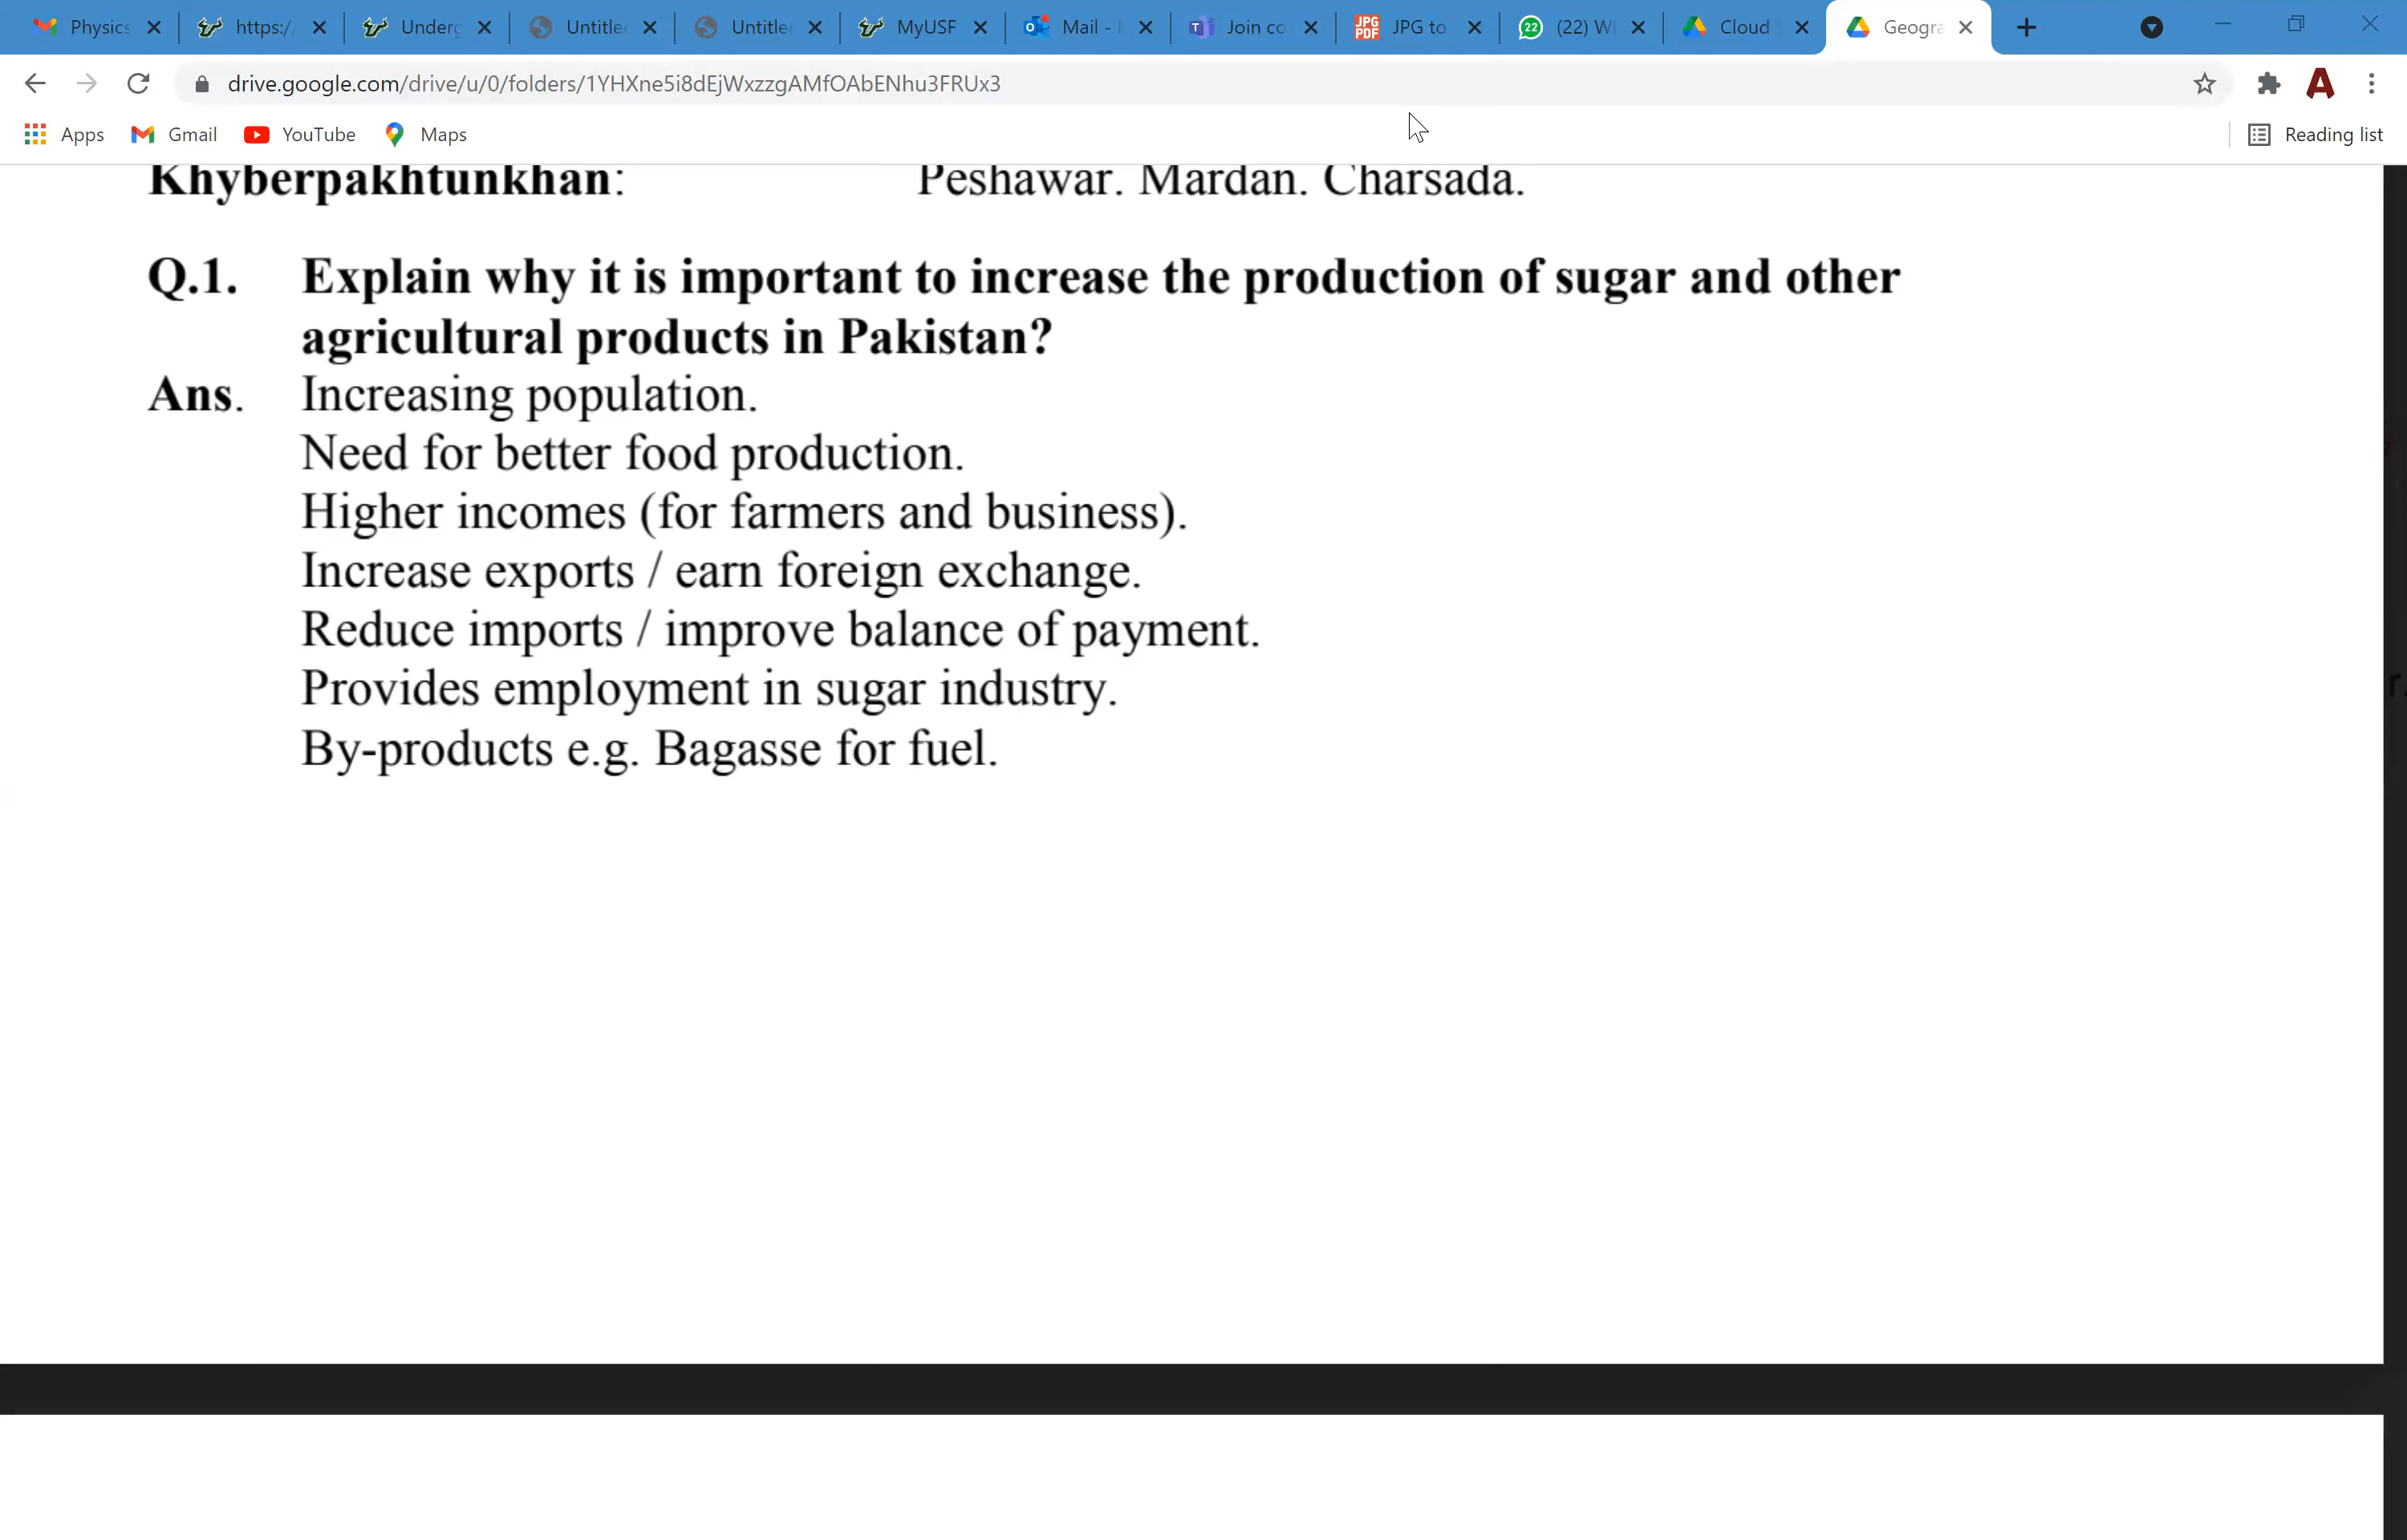 Physics
https:/
Underg
Untitle
Untitle
MyUSF
Mail -
Join co
JPG PDF
JPG to
22
(22) W
Cloud
Geogra
drive.google.com/drive/u/0/folders/1YHXne5i8dEjWxzzgAMfOAbENhu3FRUx3
Apps Gmail YouTube Maps Reading list
Khyberpakhtunkhan: Peshawar. Mardan. Charsada.
Q.1. Explain why it is important to increase the production of sugar and other
agricultural products in Pakistan?
Ans. Increasing population.
Need for better food production.
Higher incomes (for farmers and business).
Increase exports / earn foreign exchange.
Reduce imports / improve balance of payment.
Provides employment in sugar industry.
By-products e.g. Bagasse for fuel.